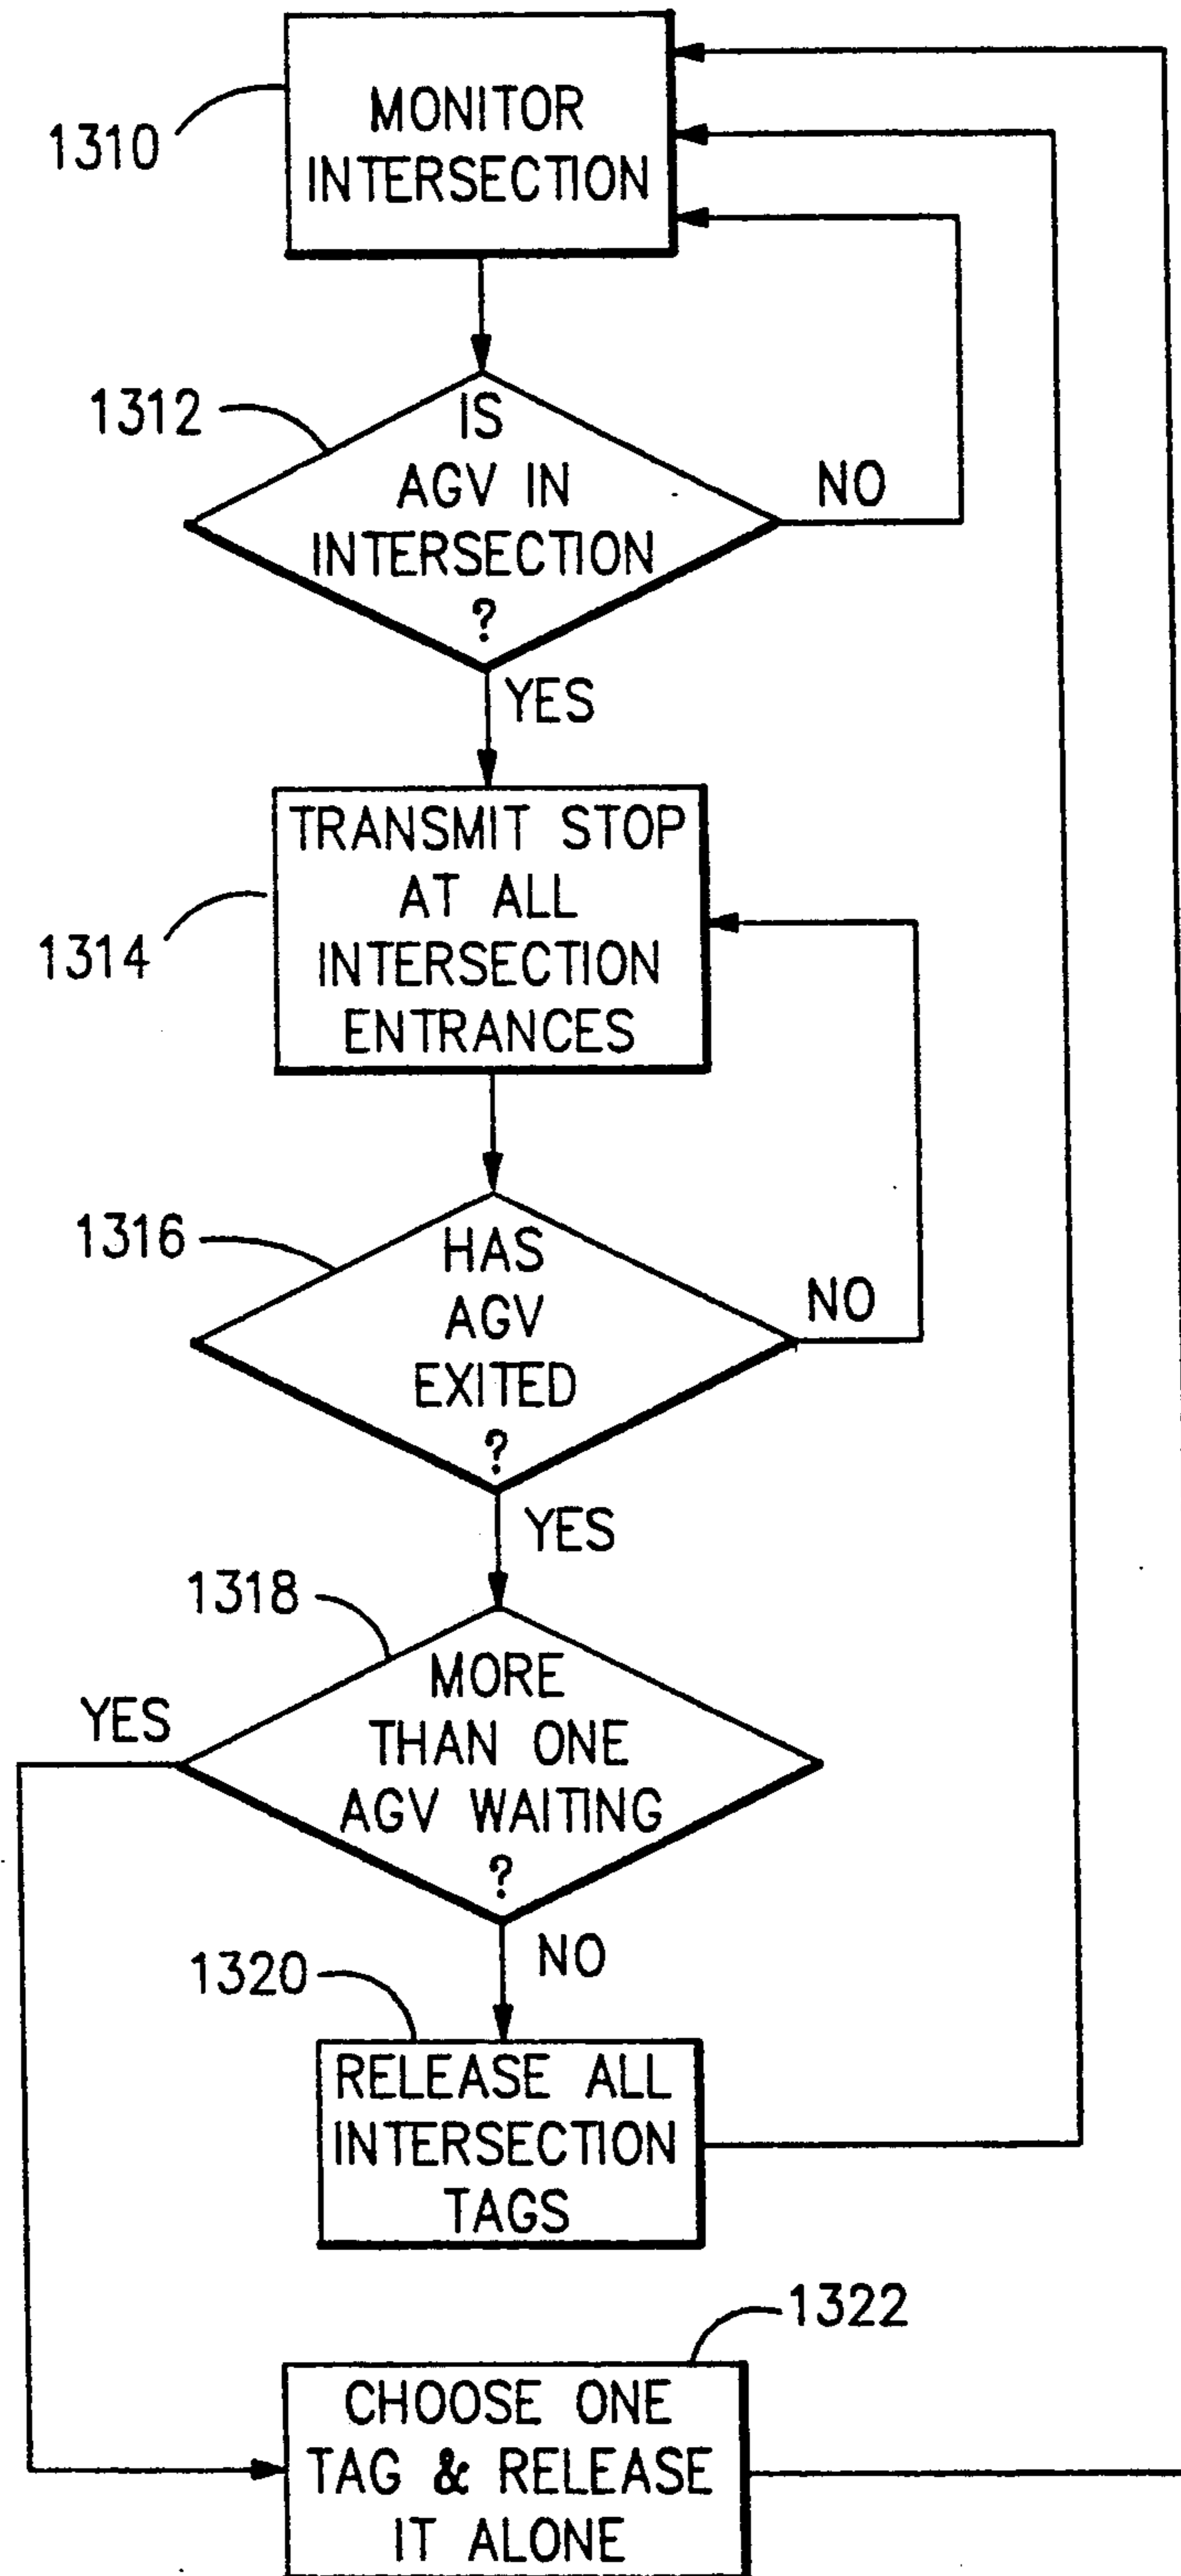 1310
MONITOR
INTERSECTION
1312
IS
AGV IN
INTERSECTION
?
NO
YES
1314
TRANSMIT STOP
AT ALL
INTERSECTION
ENTRANCES
1316
HAS
AGV
EXITED
?
NO
YES
1318
MORE
THAN ONE
AGV WAITING
?
YES
NO
1320
RELEASE ALL
INTERSECTION
TAGS
1322
CHOOSE ONE
TAG & RELEASE
IT ALONE